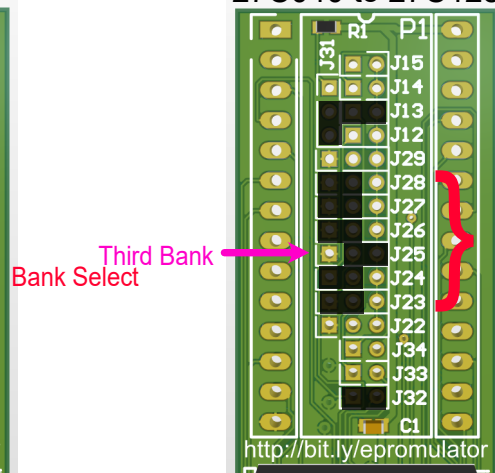 R1
P1
J31
J15
J14
J13
J12
J29
J28
J27
J26
Third Bank
J25
Bank Select
J24
J23
J22
J34
J33
J32
C1
http://bit.ly/epromulator